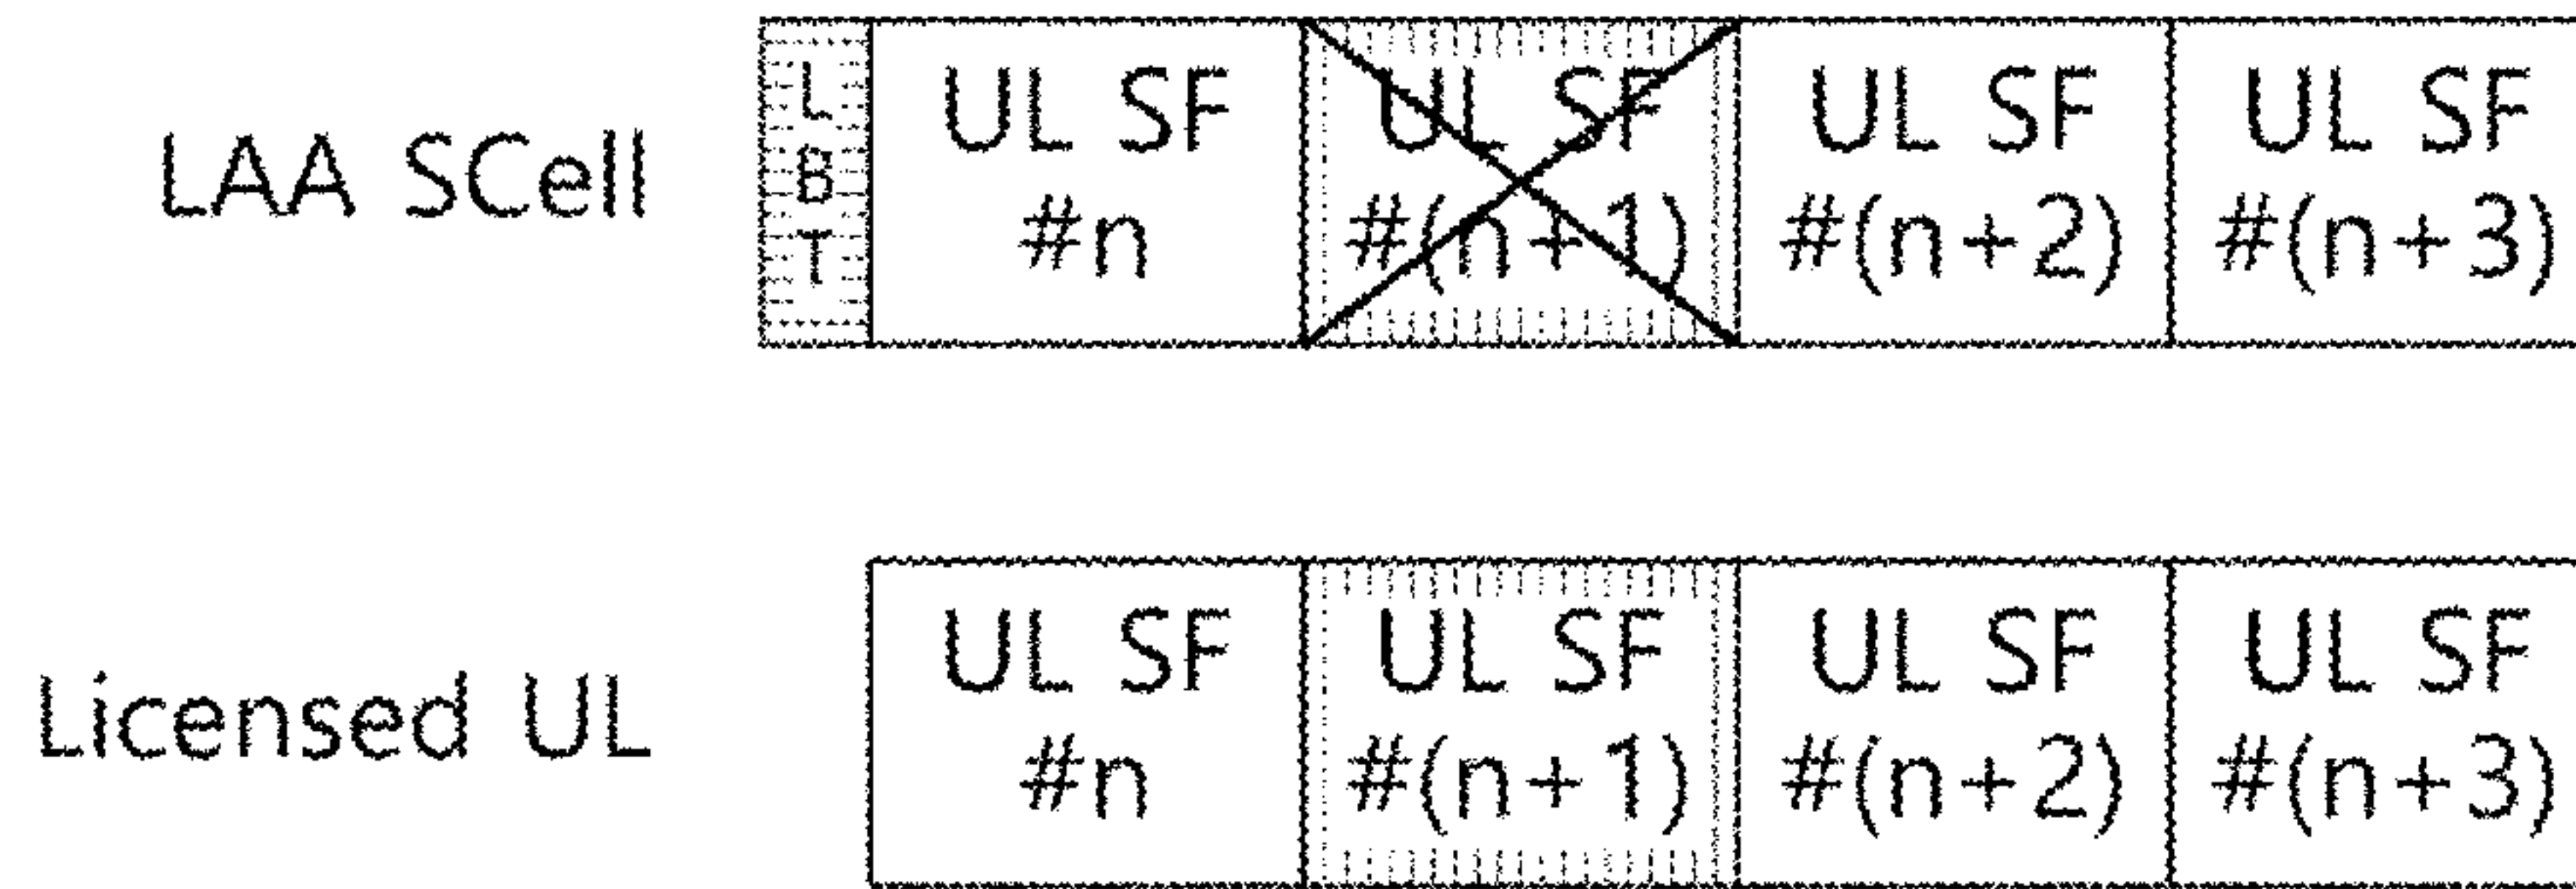 LAA SCell
L
B
T
UL SF
#n
UL SF
#(n+1)
UL SF
#(n+2)
UL SF
#(n+3)
Licensed UL
UL SF
#n
UL SF
#(n+1)
UL SF
#(n+2)
UL SF
#(n+3)